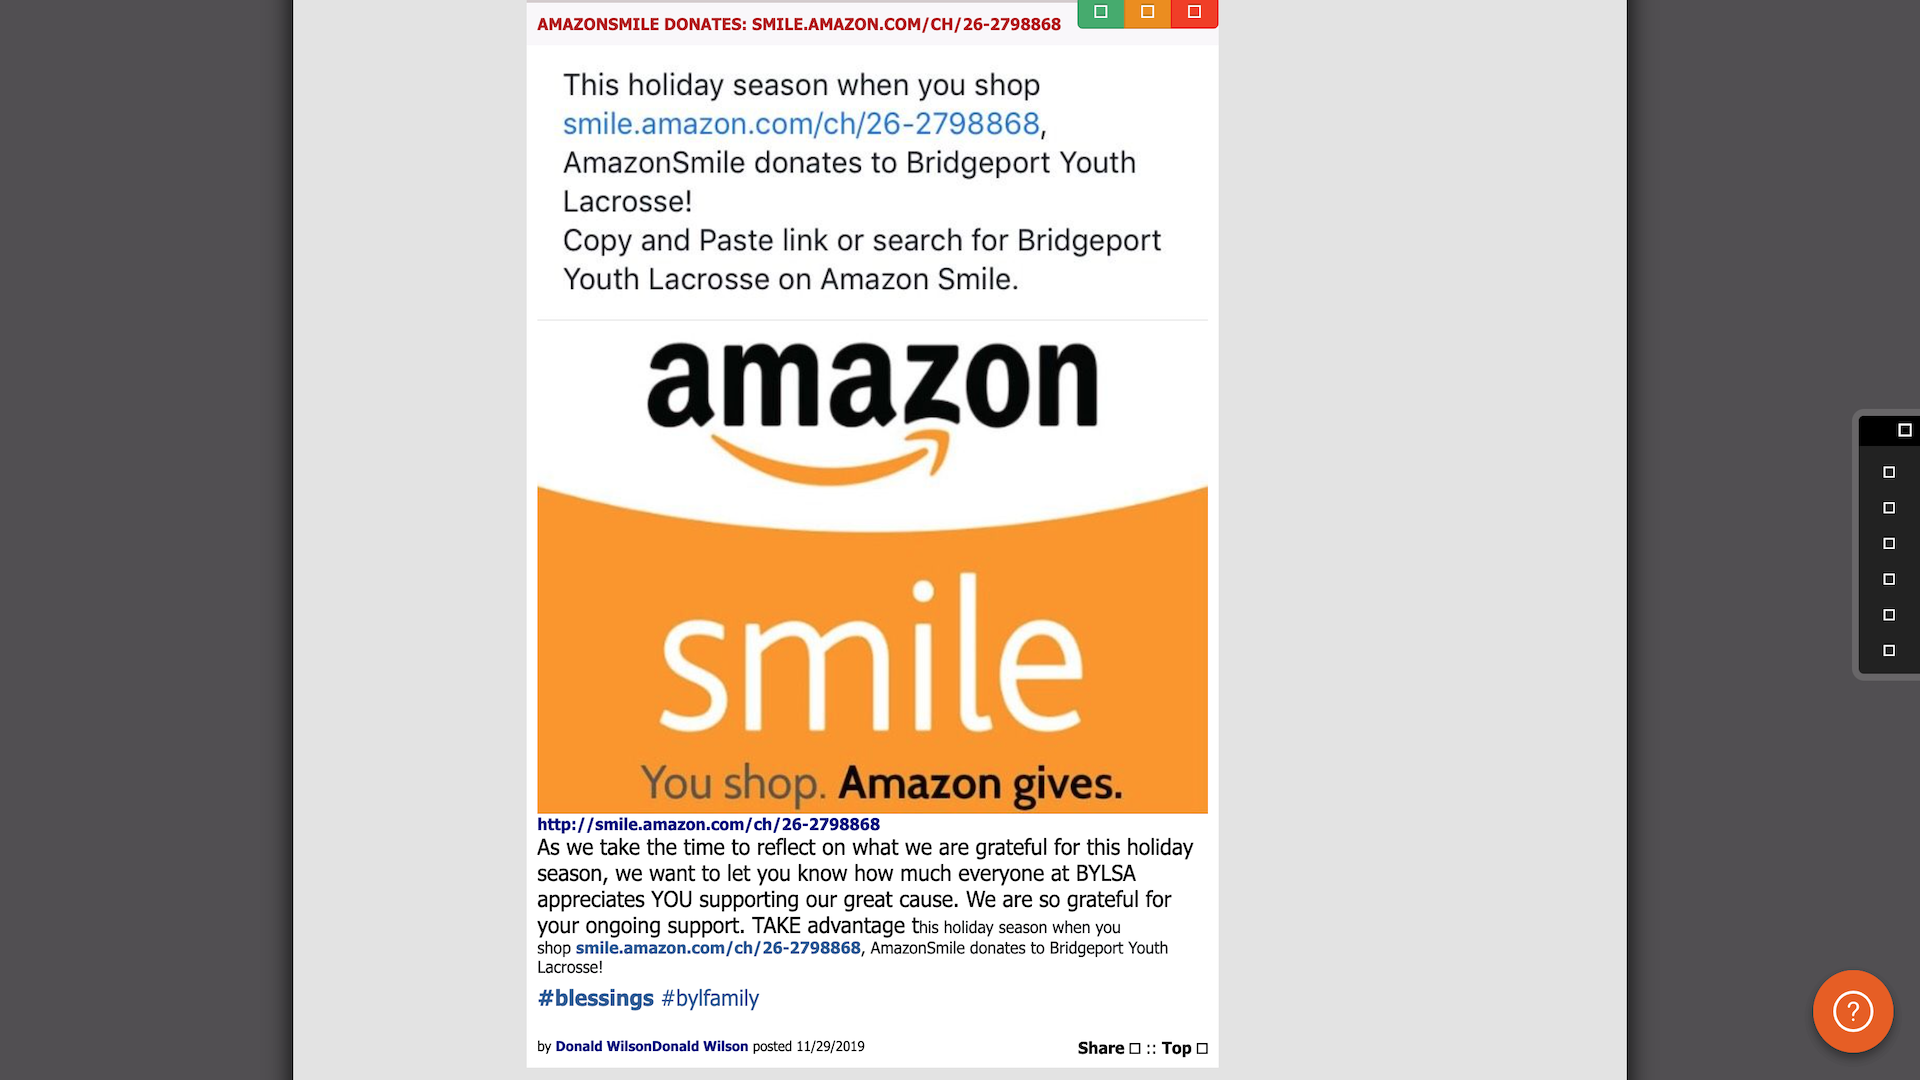 AMAZONSMILE DONATES: SMILE.AMAZON.COM/CH/26-2798868
This holiday season when you shop
smile.amazon.com/ch/26-2798868,
AmazonSmile donates to Bridgeport Youth
Lacrosse!
Copy and Paste link or search for Bridgeport
Youth Lacrosse on Amazon Smile.
amazon
smile
You shop. Amazon gives.
http://smile.amazon.com/ch/26-2798868
As we take the time to reflect on what we are grateful for this holiday
season, we want to let you know how much everyone at BYLSA
appreciates YOU supporting our great cause. We are so grateful for
your ongoing support. TAKE advantage this holiday season when you
shop smile.amazon.com/ch/26-2798868, AmazonSmile donates to Bridgeport Youth
Lacrosse!
#blessings #bylfamily
by Donald WilsonDonald Wilson posted 11/29/2019
Share :: Top
?